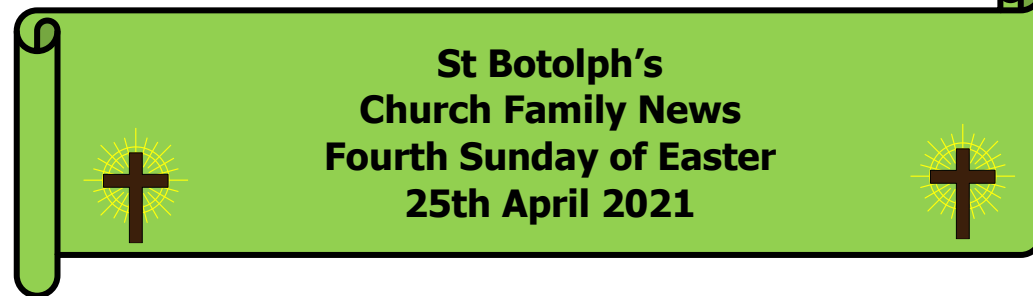 St Botolph’s
Church Family News
Fourth Sunday of Easter
25th April 2021